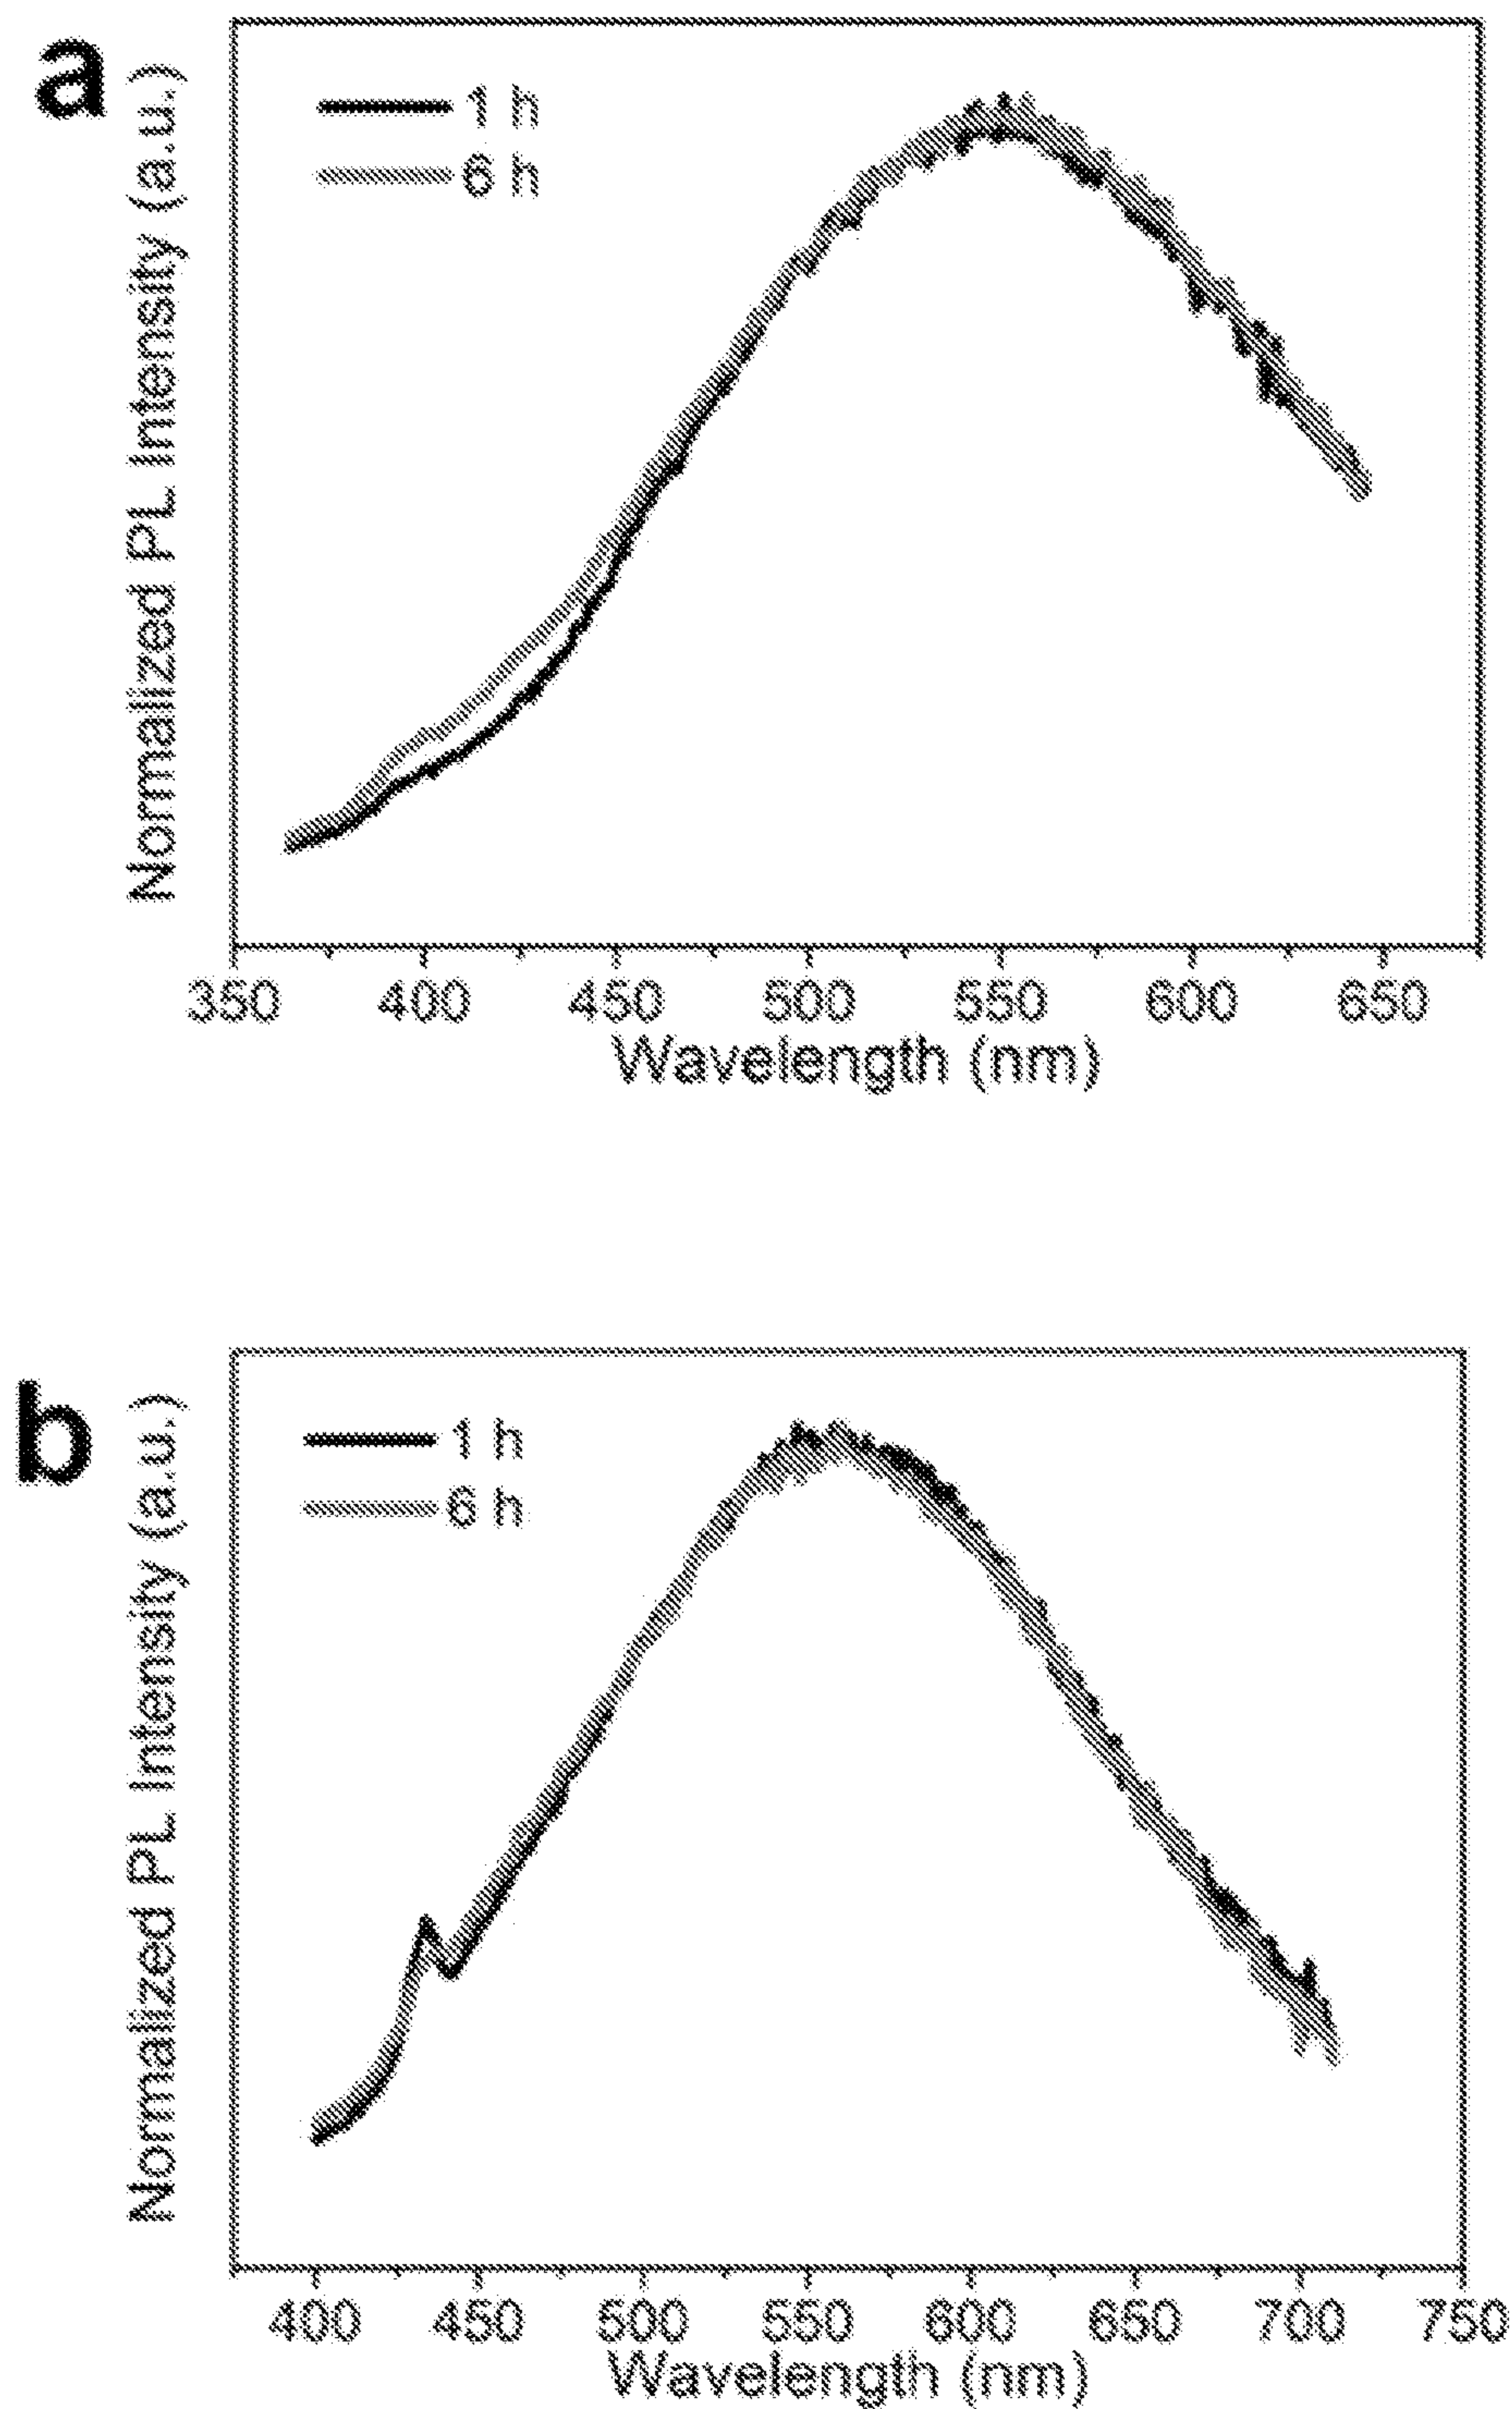 a
Normalized PL Intensity (a.u.)
1 h
6 h
350 400 450 500 550 600 650
Wavelength (nm)
b
Normalized PL Intensity (a.u.)
1 h
6 h
400 450 500 550 600 650 700 750
Wavelength (nm)